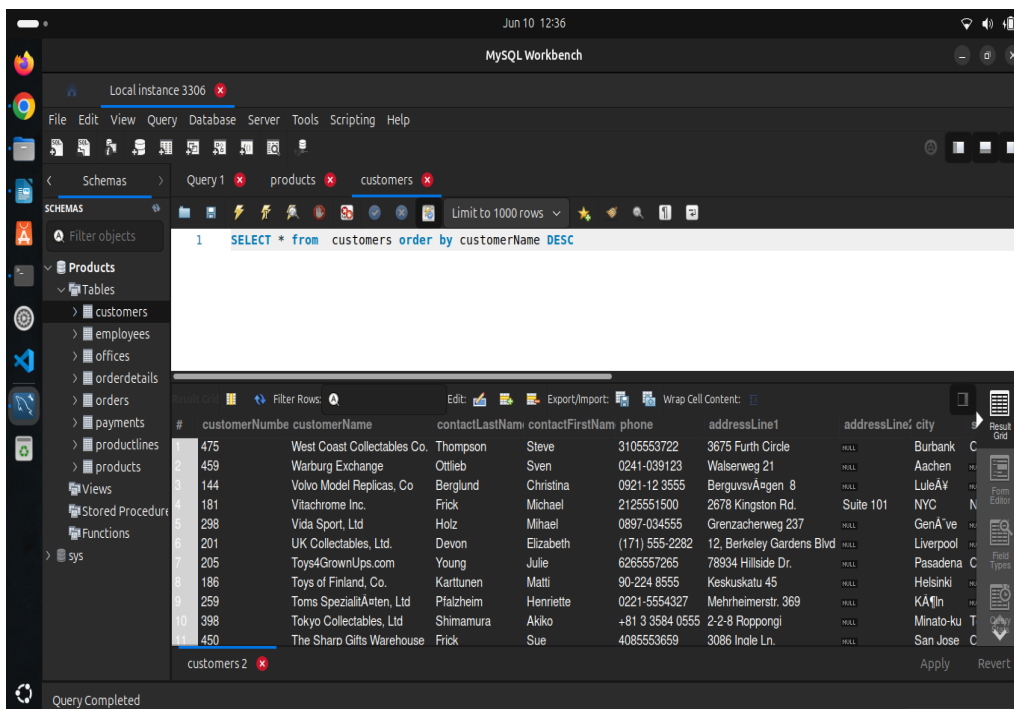 Jun 10 12:36
MySQL Workbench
Local instance 3306
File Edit View Query Database Server Tools Scripting Help
Schemas
Query 1 products customers
SCHEMAS
Limit to 1000 rows
Filter objects
1 SELECT * from  customers order by customerName DESC
Products
Tables
customers
employees
offices
orderdetails
orders
payments
productlines
products
Views
Stored Procedure
Functions
sys
Result Grid Filter Rows: Edit: Export/Import: Wrap Cell Content:
# customerNumbe customerName contactLastNam contactFirstNam phone addressLine1 addressLine2 city s
1 475 West Coast Collectables Co. Thompson Steve 3105553722 3675 Furth Circle NULL Burbank C
2 459 Warburg Exchange Ottlieb Sven 0241-039123 Walserweg 21 NULL Aachen NU
3 144 Volvo Model Replicas, Co Berglund Christina 0921-12 3555 BerguvsvÃ¤gen 8 NULL LuleÃ¥ NU
4 181 Vitachrome Inc. Frick Michael 2125551500 2678 Kingston Rd. Suite 101 NYC N
5 298 Vida Sport, Ltd Holz Mihael 0897-034555 Grenzacherweg 237 NULL GenÃ¨ve NU
6 201 UK Collectables, Ltd. Devon Elizabeth (171) 555-2282 12, Berkeley Gardens Blvd NULL Liverpool NU
7 205 Toys4GrownUps.com Young Julie 6265557265 78934 Hillside Dr. NULL Pasadena C
8 186 Toys of Finland, Co. Karttunen Matti 90-224 8555 Keskuskatu 45 NULL Helsinki NU
9 259 Toms SpezialitÃ¤ten, Ltd Pfalzheim Henriette 0221-5554327 Mehrheimerstr. 369 NULL KÃ¶ln NU
10 398 Tokyo Collectables, Ltd Shimamura Akiko +81 3 3584 0555 2-2-8 Roppongi NULL Minato-ku T
11 450 The Sharp Gifts Warehouse Frick Sue 4085553659 3086 Ingle Ln. NULL San Jose C
Result
Grid
Form
Editor
Field
Types
customers 2 Apply Revert
Query Completed